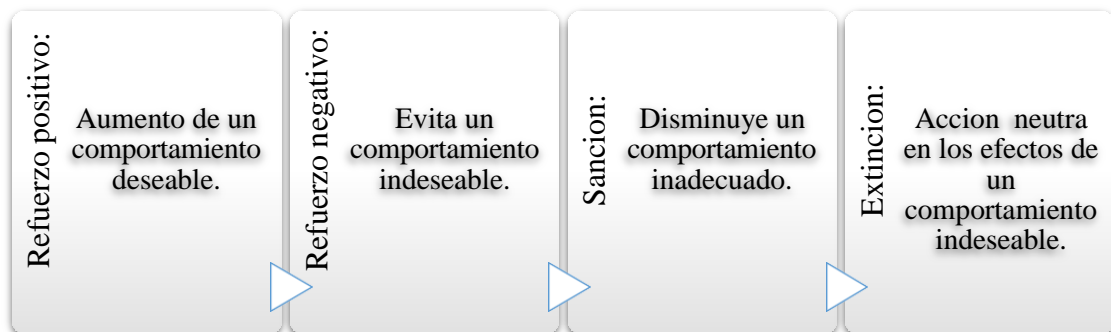 Refuerzo positivo:
Aumento de un
comportamiento
deseable.
Refuerzo negativo:
Evita un
comportamiento
indeseable.
Sancion:
Disminuye un
comportamiento
inadecuado.
Extincion:
Accion neutra
en los efectos de
un
comportamiento
indeseable.